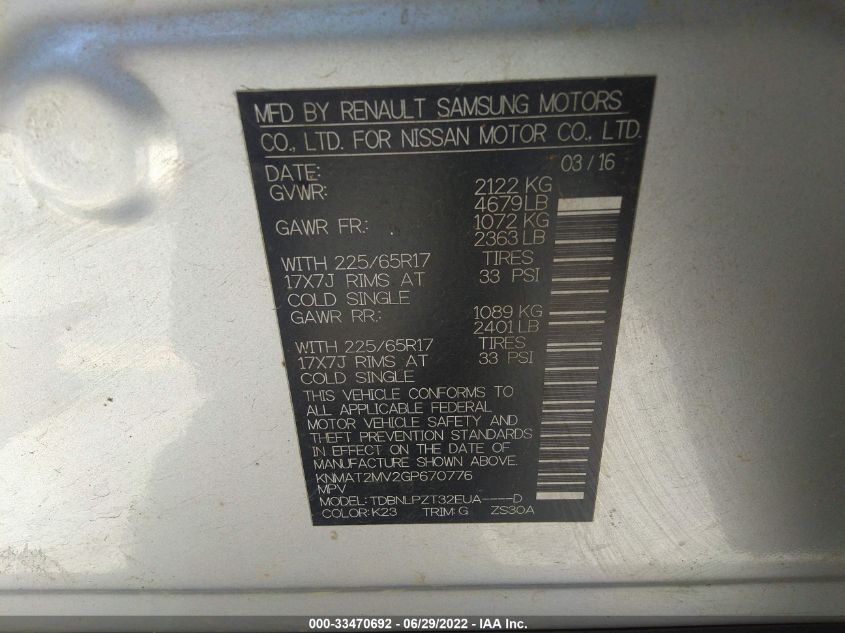 MFD BY RENAULT SAMSUNG MOTORS
CO., LTD. FOR NISSAN MOTOR CO., LTD.
DATE: 03/16
GVWR: 2122 KG
4679LB
GAWR FR: 1072 KG
2363 LB
WITH 225/65R17 TIRES
17X7J RIMS AT 33 PSI
COLD SINGLE
GAWR RR: 1089 KG
2401 LB
WITH 225/65R17 TIRES
17X7J RIMS AT 33 PSI
COLD SINGLE
THIS VEHICLE CONFORMS TO
ALL APPLICABLE FEDERAL
MOTOR VEHICLE SAFETY AND
THEFT PREVENTION STANDARDS
IN EFFECT ON THE DATE OF
MANUFACTURE SHOWN ABOVE.
KNMAT2MV2GP670776
MPV
MODEL: TDBNLPZT32EUA----D
COLOR:K23 TRIM:G ZS30A
000-33470692 - 06/29/2022 - IAA Inc.